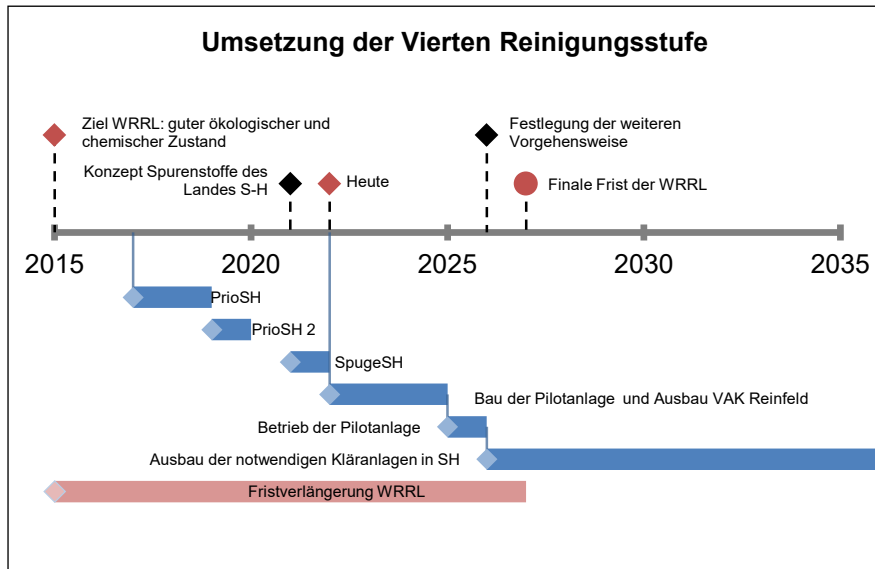 Umsetzung der Vierten Reinigungsstufe
Ziel WRRL: guter ökologischer und
chemischer Zustand
Festlegung der weiteren
Vorgehensweise
Konzept Spurenstoffe des
Landes S-H
Heute
Finale Frist der WRRL
2015
2020
2025
2030
2035
PrioSH
PrioSH 2
SpugeSH
Bau der Pilotanlage und Ausbau VAK Reinfeld
Betrieb der Pilotanlage
Ausbau der notwendigen Kläranlagen in SH
Fristverlängerung WRRL